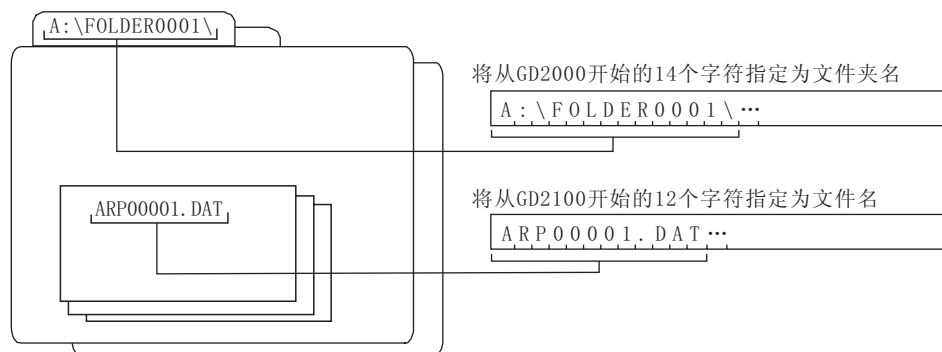 A:\FOLDER0001\
将从GD2000开始的14个字符指定为文件夹名
A:\FOLDER0001\…
ARP00001.DAT
将从GD2100开始的12个字符指定为文件名
ARP00001.DAT…